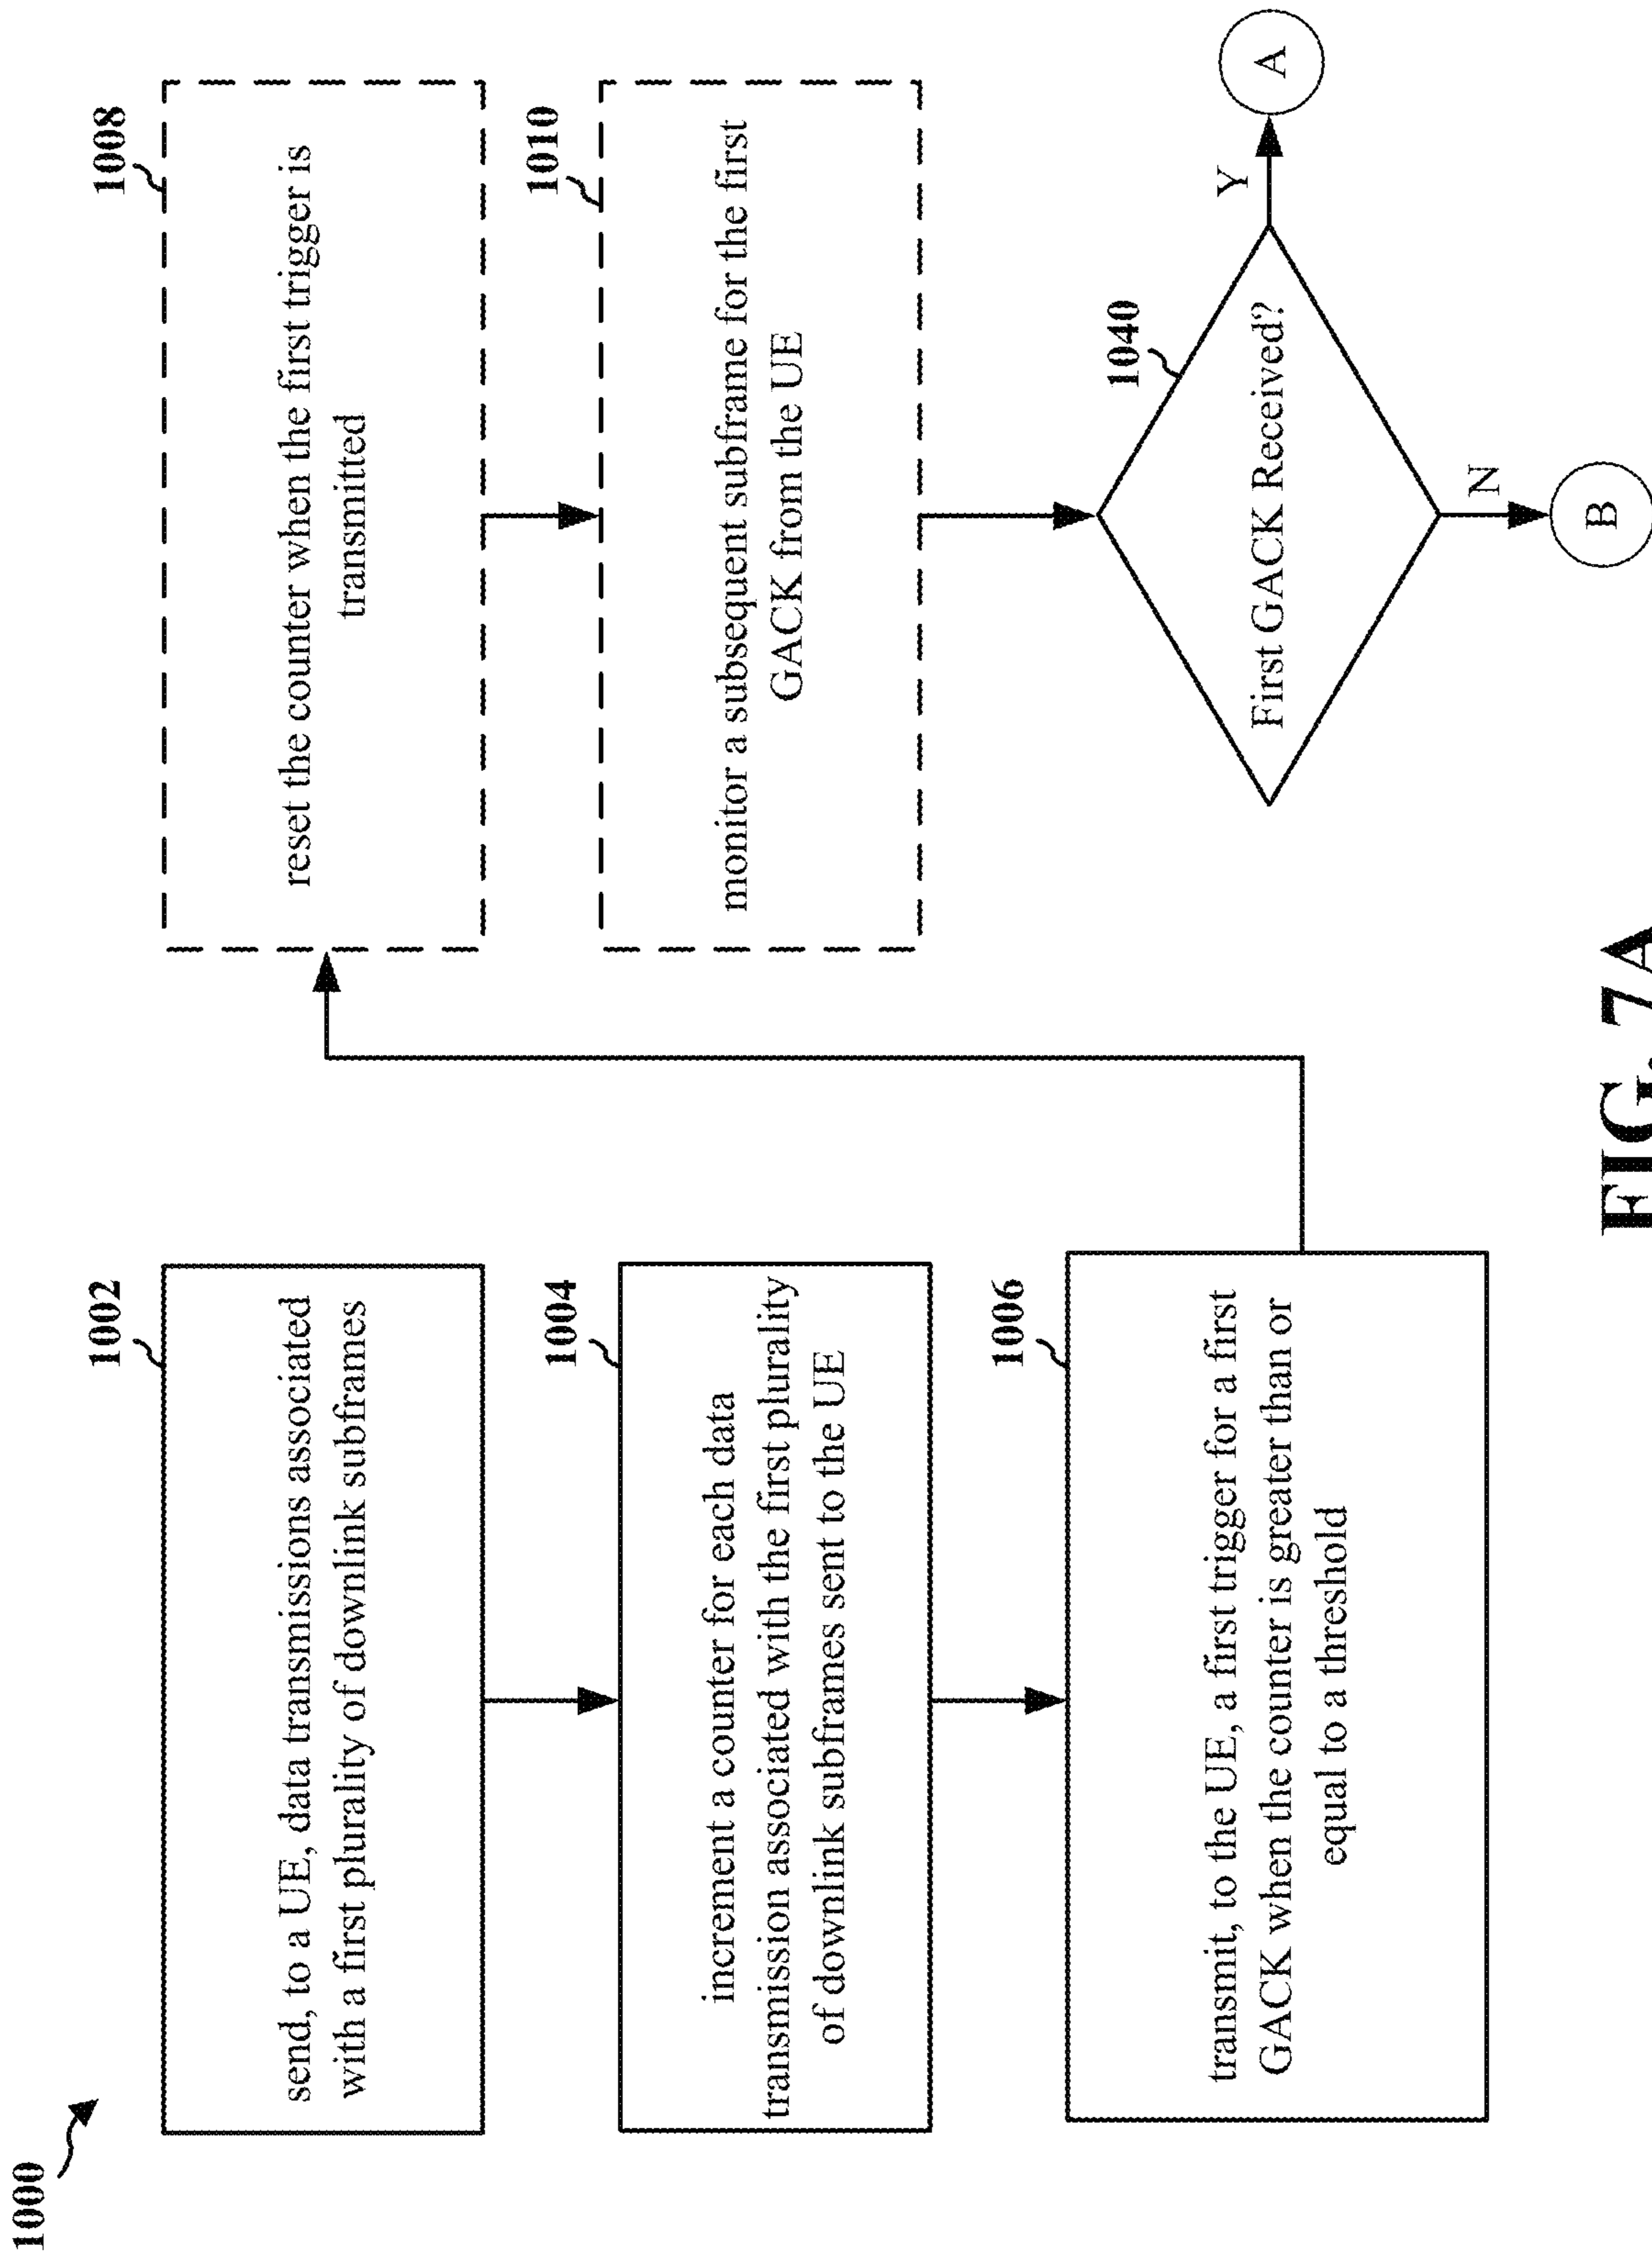 1000
1002
send, to a UE, data transmissions associated
with a first plurality of downlink subframes
1004
increment a counter for each data
transmission associated with the first plurality
of downlink subframes sent to the UE
1006
transmit, to the UE, a first trigger for a first
GACK when the counter is greater than or
equal to a threshold
1008
reset the counter when the first trigger is
transmitted
1010
monitor a subsequent subframe for the first
GACK from the UE
1040
First GACK Received?
Y
A
N
B
FIG. 7A